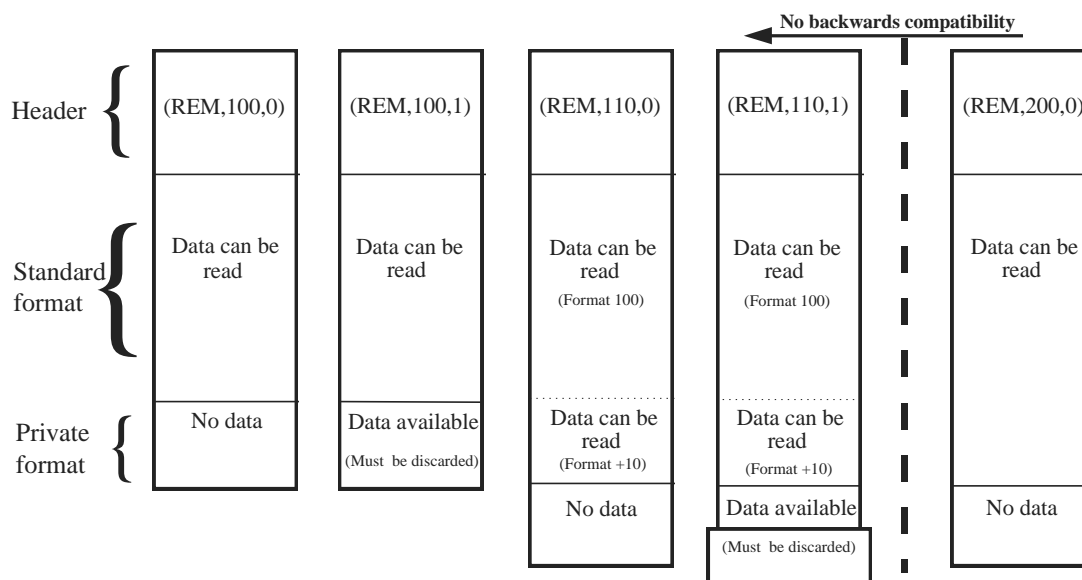 No backwards compatibility
Header
(REM,100,0)
(REM,100,1)
(REM,110,0)
(REM,110,1)
(REM,200,0)
Standard
format
Data can be
read
Data can be
read
Data can be
read
(Format 100)
Data can be
read
(Format 100)
Data can be
read
Private
format
No data
Data available
(Must be discarded)
Data can be
read
(Format +10)
Data can be
read
(Format +10)
No data
Data available
(Must be discarded)
No data